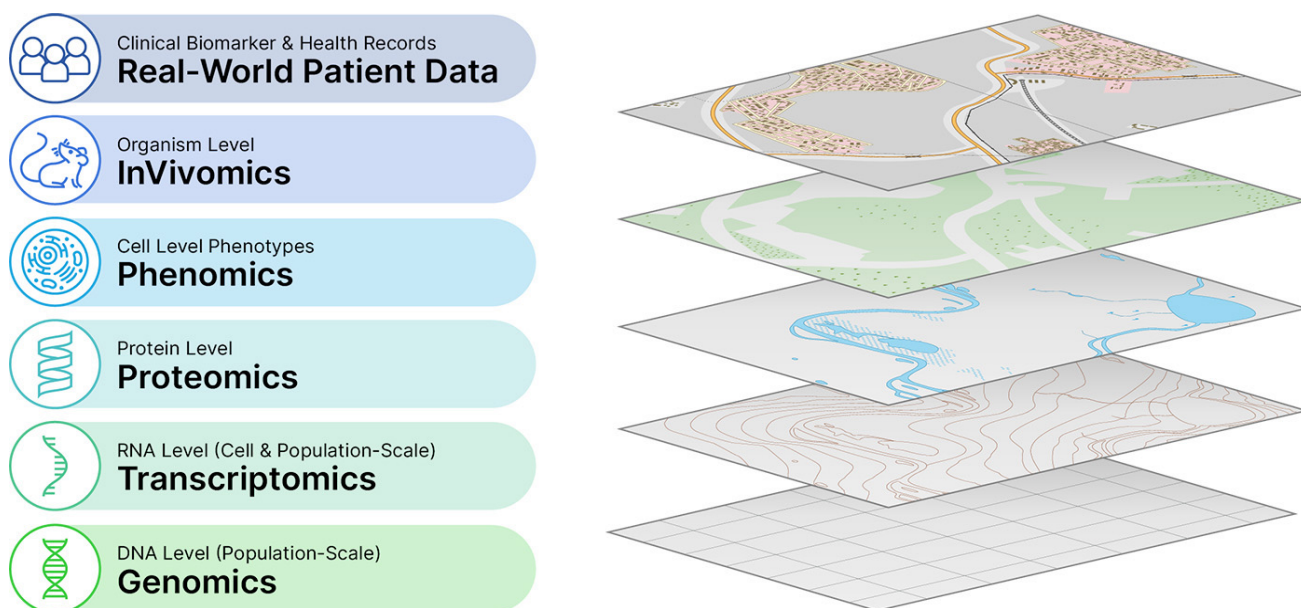 Clinical Biomarker & Health Records
Real-World Patient Data
Organism Level
InVivomics
Cell Level Phenotypes
Phenomics
Protein Level
Proteomics
RNA Level (Cell & Population-Scale)
Transcriptomics
DNA Level (Population-Scale)
Genomics